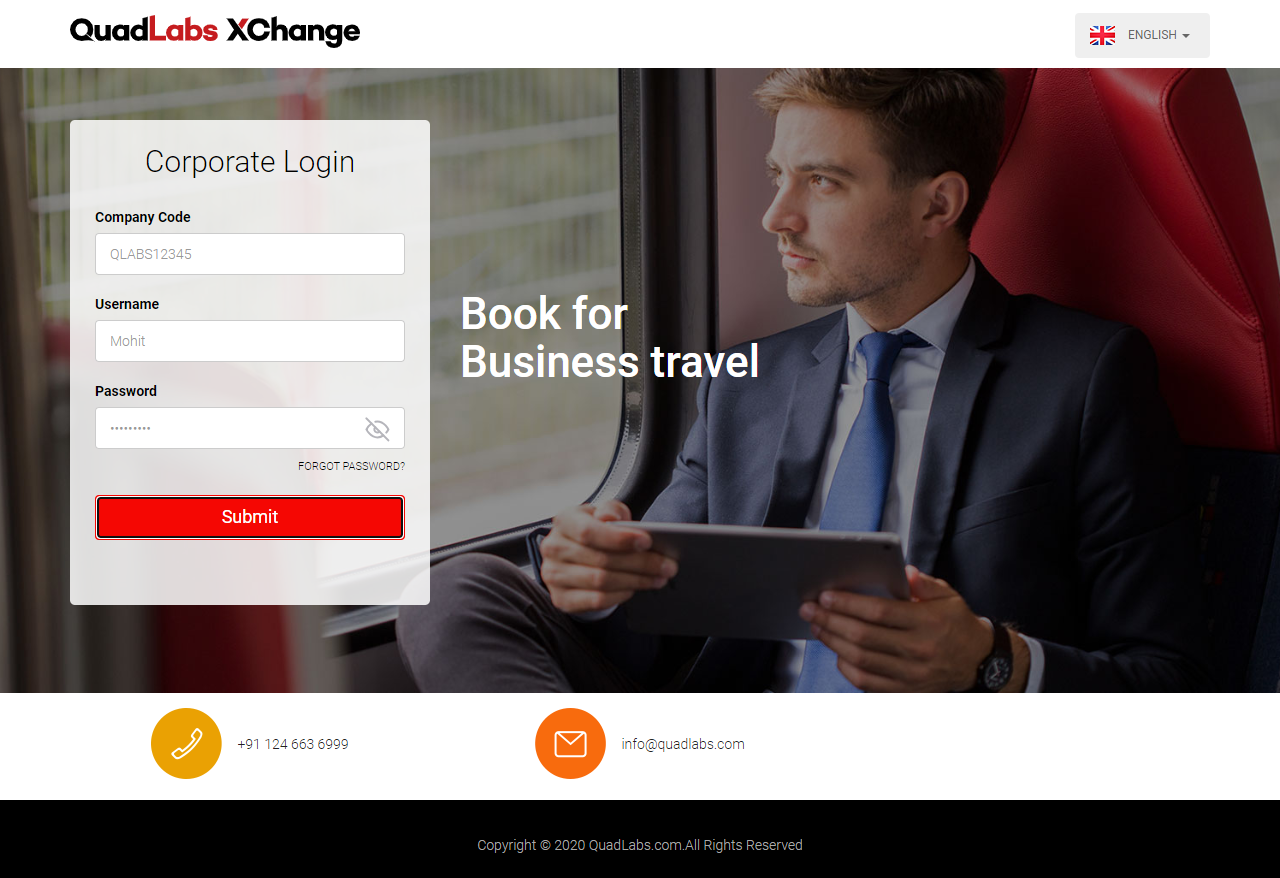 QuadLabs XChange
ENGLISH
Corporate Login
Company Code
QLABS12345
Username
Mohit
Password
•••••••••
FORGOT PASSWORD?
Submit
Book for
Business travel
+91 124 663 6999
info@quadlabs.com
Copyright © 2020 QuadLabs.com.All Rights Reserved